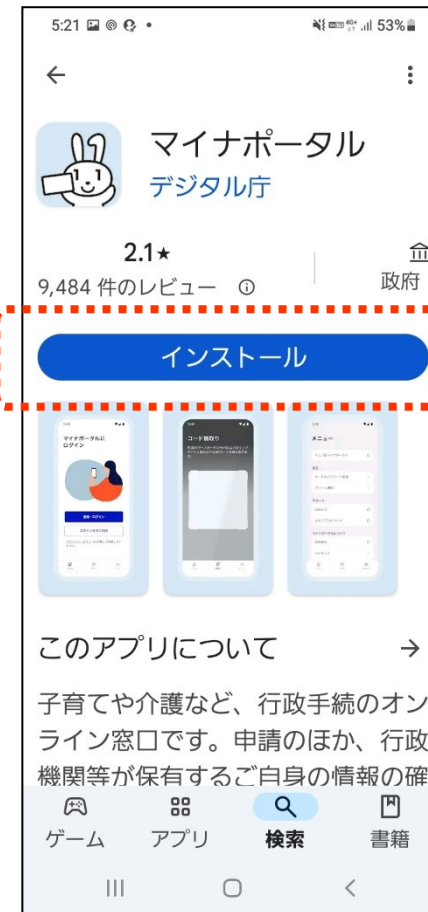 5:21
53%
マイナポータル
デジタル庁
2.1★
9,484 件のレビュー
政府
インストール
マイナポータルに
ログイン
コード読取り
メニュー
このアプリについて
子育てや介護など、行政手続のオン
ライン窓口です。申請のほか、行政
機関等が保有するご自身の情報の確
ゲーム
アプリ
検索
書籍